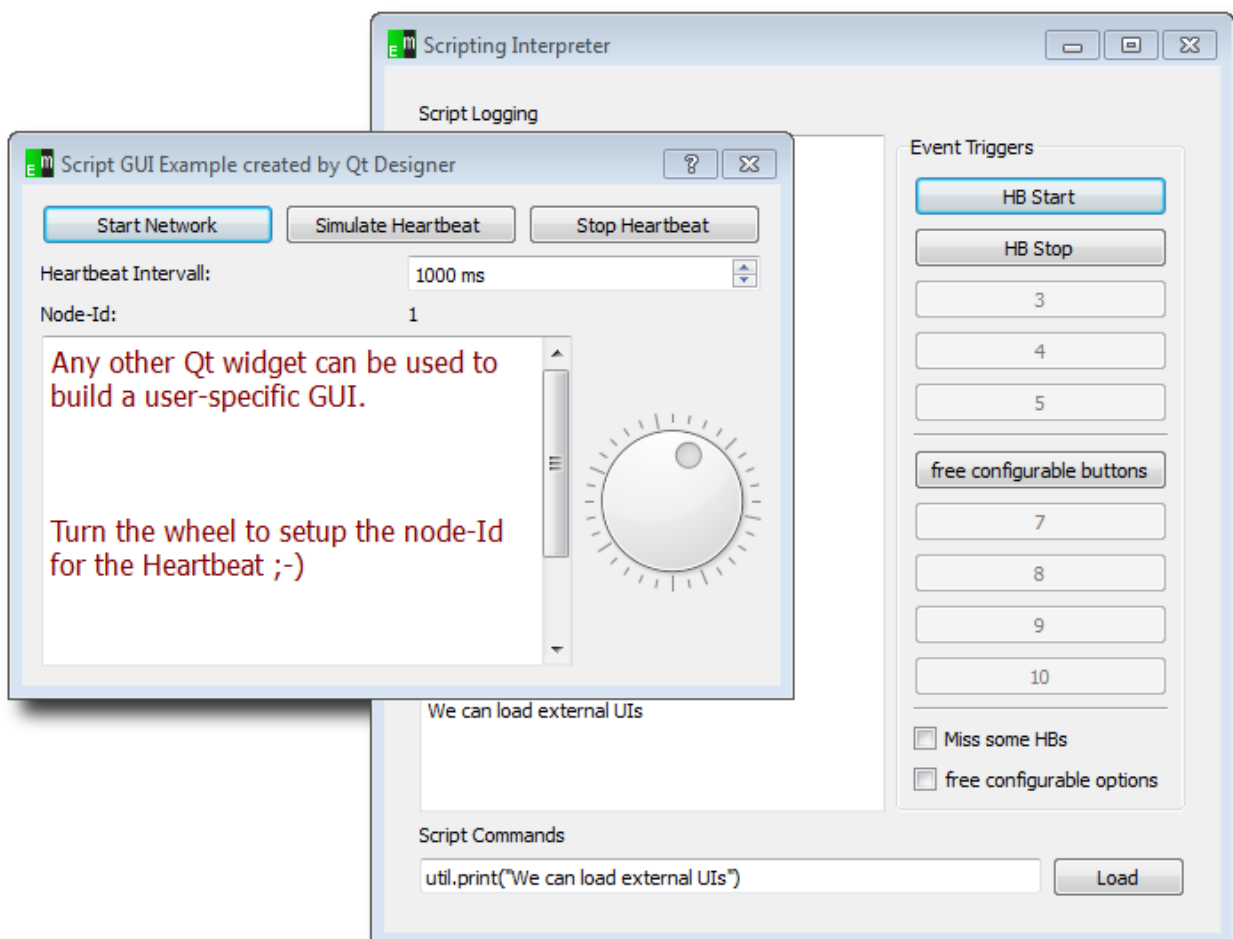 E m Scripting Interpreter
Script Logging
E m Script GUI Example created by Qt Designer
Start Network Simulate Heartbeat Stop Heartbeat
Heartbeat Intervall: 1000 ms
Node-Id: 1
Any other Qt widget can be used to
build a user-specific GUI.
Turn the wheel to setup the node-Id
for the Heartbeat ;-)
We can load external UIs
Event Triggers
HB Start
HB Stop
3
4
5
free configurable buttons
7
8
9
10
Miss some HBs
free configurable options
Script Commands
util.print("We can load external UIs") Load